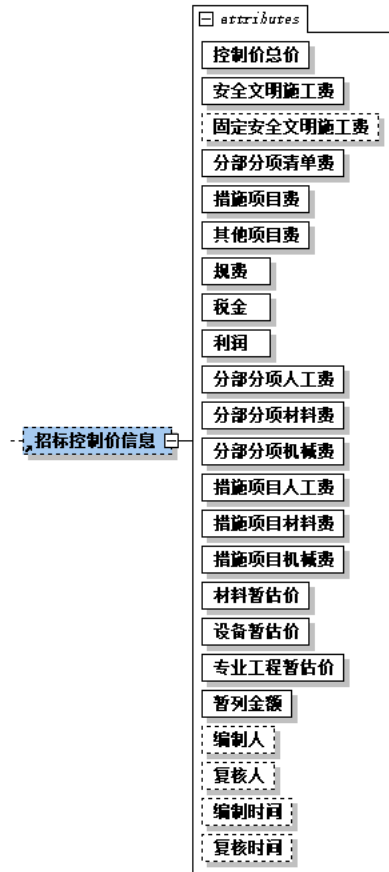 attributes
控制价总价
安全文明施工费
固定安全文明施工费
分部分项清单费
措施项目费
其他项目费
规费
税金
利润
分部分项人工费
分部分项材料费
招标控制价信息
分部分项机械费
措施项目人工费
措施项目材料费
措施项目机械费
材料暂估价
设备暂估价
专业工程暂估价
暂列金额
编制人
复核人
编制时间
复核时间